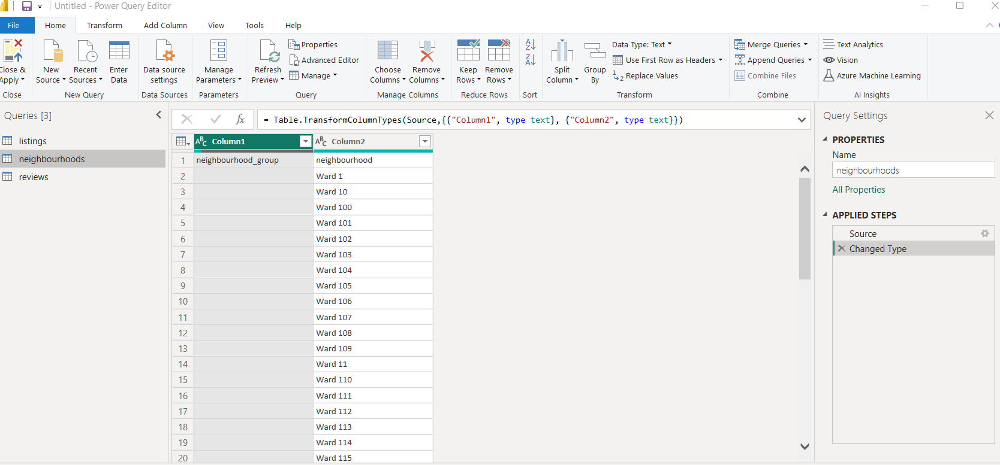 Untitled - Power Query Editor
File Home Transform Add Column View Tools Help
Close & Apply
New Source
Recent Sources
Enter Data
Data source settings
Manage Parameters
Refresh Preview
Properties
Advanced Editor
Manage
Choose Columns
Remove Columns
Keep Rows
Remove Rows
Split Column
Group By
Data Type: Text
Use First Row as Headers
Replace Values
Merge Queries
Append Queries
Combine Files
Text Analytics
Vision
Azure Machine Learning
Close New Query Data Sources Parameters Query Manage Columns Reduce Rows Sort Transform Combine AI Insights
Queries [3]
listings
neighbourhoods
reviews
fx = Table.TransformColumnTypes(Source,{{"Column1", type text}, {"Column2", type text}})
ABC Column1 ABC Column2
1 neighbourhood_group neighbourhood
2 Ward 1
3 Ward 10
4 Ward 100
5 Ward 101
6 Ward 102
7 Ward 103
8 Ward 104
9 Ward 105
10 Ward 106
11 Ward 107
12 Ward 108
13 Ward 109
14 Ward 11
15 Ward 110
16 Ward 111
17 Ward 112
18 Ward 113
19 Ward 114
20 Ward 115
Query Settings
PROPERTIES
Name
neighbourhoods
All Properties
APPLIED STEPS
Source
Changed Type